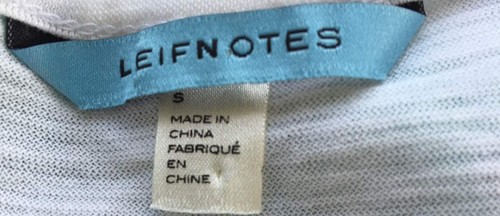 LEIFNOTES
S
MADE IN
CHINA
FABRIQUÉ
EN
CHINE